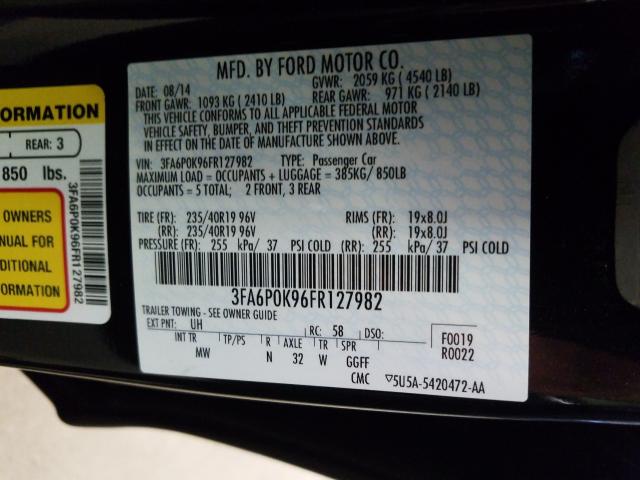 MFD. BY FORD MOTOR CO.
DATE: 08/14 GVWR: 2059 KG ( 4540 LB)
FRONT GAWR: 1093 KG ( 2410 LB) REAR GAWR: 971 KG ( 2140 LB)
THIS VEHICLE CONFORMS TO ALL APPLICABLE FEDERAL MOTOR
VEHICLE SAFETY, BUMPER, AND THEFT PREVENTION STANDARDS
IN EFFECT ON THE DATE OF MANUFACTURE SHOWN ABOVE.
VIN: 3FA6P0K96FR127982 TYPE: Passenger Car
MAXIMUM LOAD = OCCUPANTS + LUGGAGE = 385KG/ 850LB
OCCUPANTS = 5 TOTAL; 2 FRONT, 3 REAR
TIRE (FR): 235/40R19 96V RIMS (FR): 19x8.0J
(RR): 235/40R19 96V (RR): 19x8.0J
PRESSURE (FR): 255 kPa/ 37 PSI COLD (RR): 255 kPa/ 37 PSI COLD
3FA6P0K96FR127982
TRAILER TOWING - SEE OWNER GUIDE
EXT PNT: UH RC: 58 DSO:
INT TR TP/PS R AXLE TR SPR
MW N 32 W GGFF
F0019
R0022
CMC ▽5U5A-5420472-AA
ORMATION
REAR: 3
850 lbs.
OWNERS
NUAL FOR
DITIONAL
ORMATION
3FA6P0K96FR127982